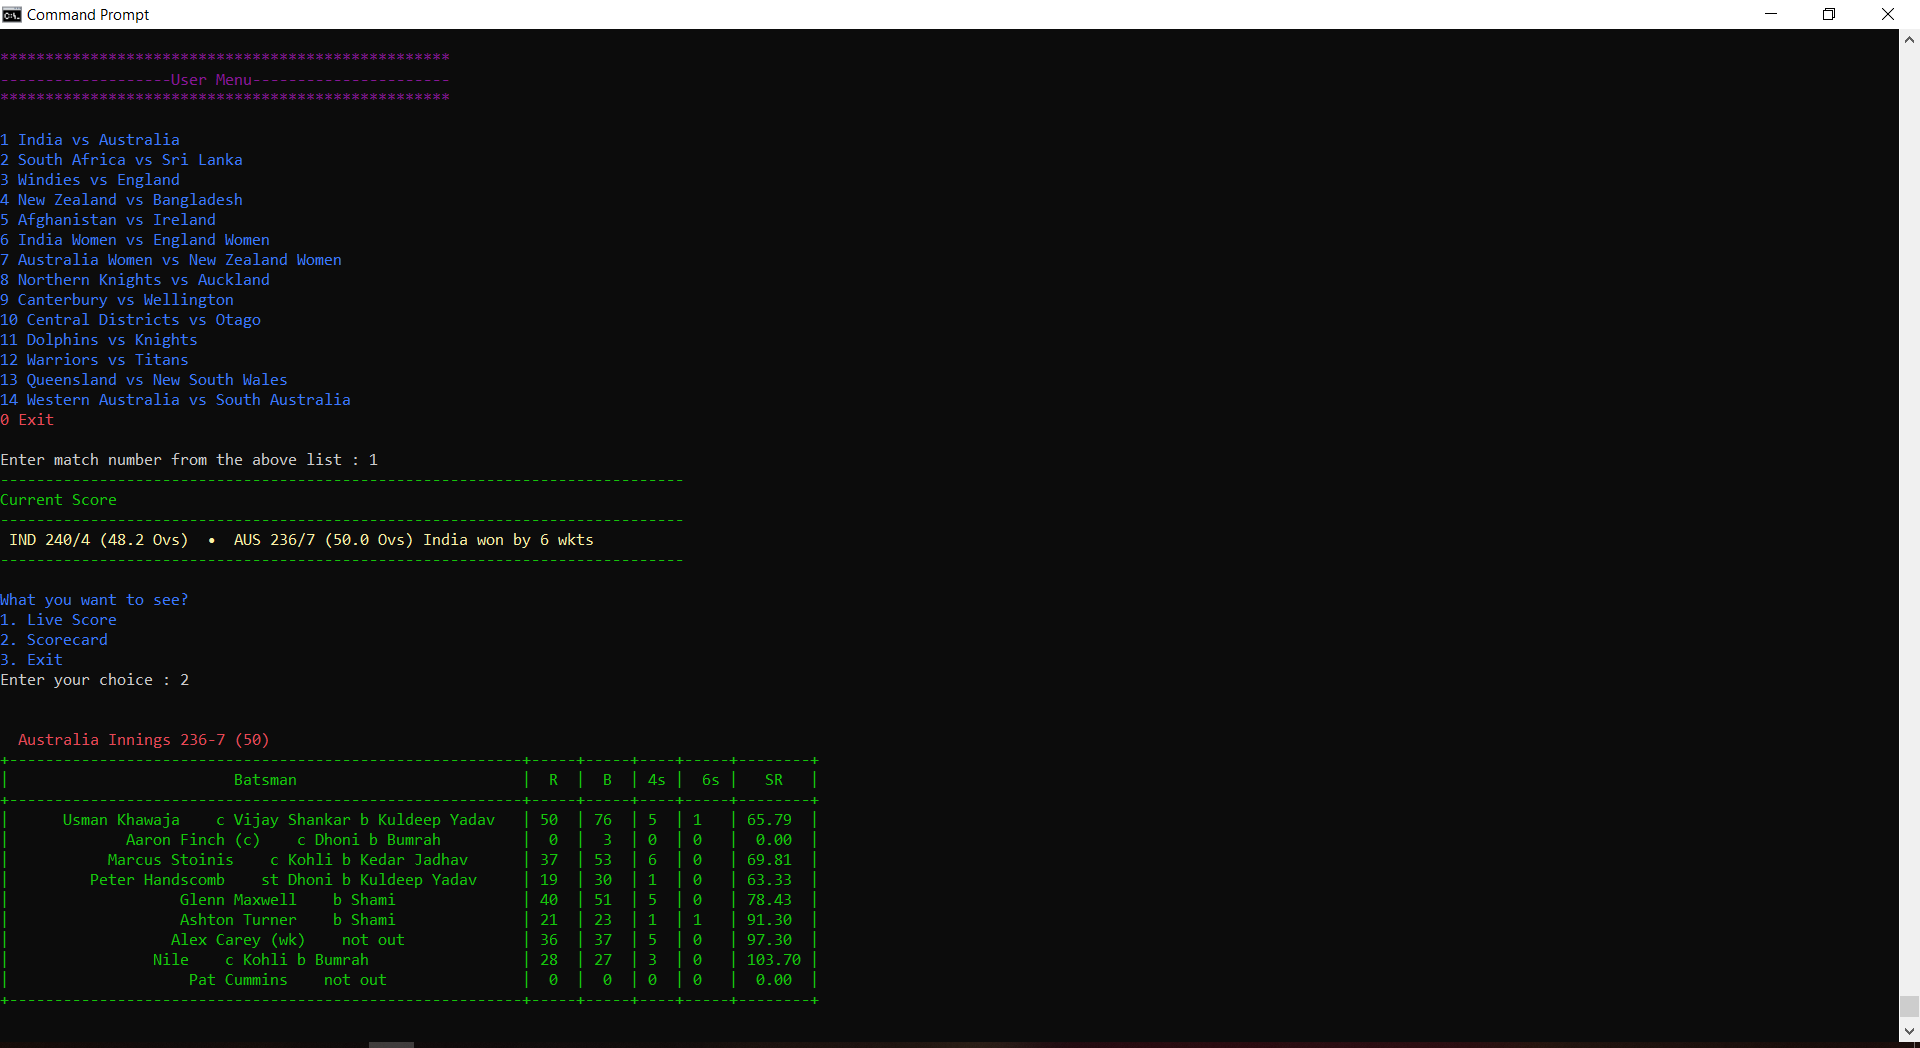 Command Prompt
**************************************************
-------------------User Menu----------------------
**************************************************
1 India vs Australia
2 South Africa vs Sri Lanka
3 Windies vs England
4 New Zealand vs Bangladesh
5 Afghanistan vs Ireland
6 India Women vs England Women
7 Australia Women vs New Zealand Women
8 Northern Knights vs Auckland
9 Canterbury vs Wellington
10 Central Districts vs Otago
11 Dolphins vs Knights
12 Warriors vs Titans
13 Queensland vs New South Wales
14 Western Australia vs South Australia
0 Exit
Enter match number from the above list : 1
----------------------------------------------------------------------------
Current Score
----------------------------------------------------------------------------
IND 240/4 (48.2 Ovs)  •  AUS 236/7 (50.0 Ovs) India won by 6 wkts
----------------------------------------------------------------------------
What you want to see?
1. Live Score
2. Scorecard
3. Exit
Enter your choice : 2
Australia Innings 236-7 (50)
+---------------------------------------------------------+-----+-----+----+-----+--------+
| Batsman | R | B | 4s | 6s | SR |
+---------------------------------------------------------+-----+-----+----+-----+--------+
| Usman Khawaja    c Vijay Shankar b Kuldeep Yadav | 50 | 76 | 5 | 1 | 65.79 |
| Aaron Finch (c)    c Dhoni b Bumrah | 0 | 3 | 0 | 0 | 0.00 |
| Marcus Stoinis    c Kohli b Kedar Jadhav | 37 | 53 | 6 | 0 | 69.81 |
| Peter Handscomb    st Dhoni b Kuldeep Yadav | 19 | 30 | 1 | 0 | 63.33 |
| Glenn Maxwell    b Shami | 40 | 51 | 5 | 0 | 78.43 |
| Ashton Turner    b Shami | 21 | 23 | 1 | 1 | 91.30 |
| Alex Carey (wk)    not out | 36 | 37 | 5 | 0 | 97.30 |
| Nile    c Kohli b Bumrah | 28 | 27 | 3 | 0 | 103.70 |
| Pat Cummins    not out | 0 | 0 | 0 | 0 | 0.00 |
+---------------------------------------------------------+-----+-----+----+-----+--------+